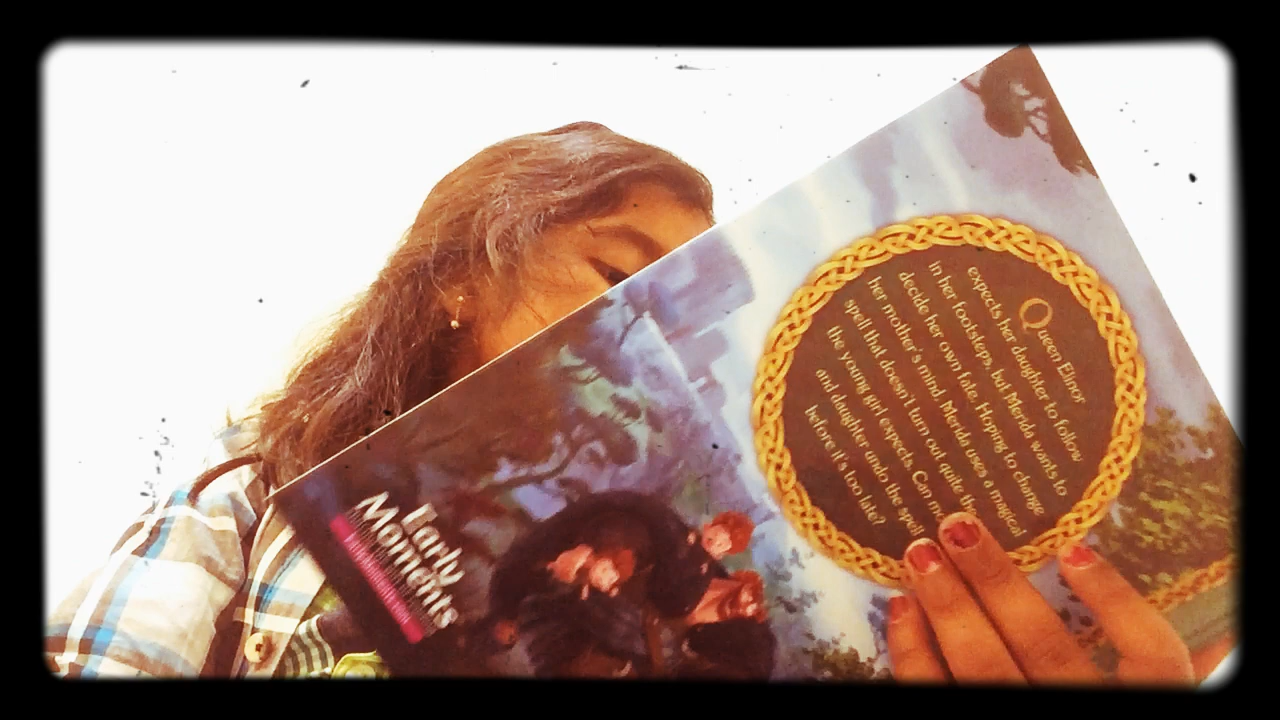 Queen Elinor
expects her daughter to follow
in her footsteps, but Merida wants to
decide her own fate. Hoping to change
her mother's mind, Merida uses a magical
spell that doesn't turn out quite the
the young girl expects. Can
and daughter undo the spell
before it's too late?
Early
Moments